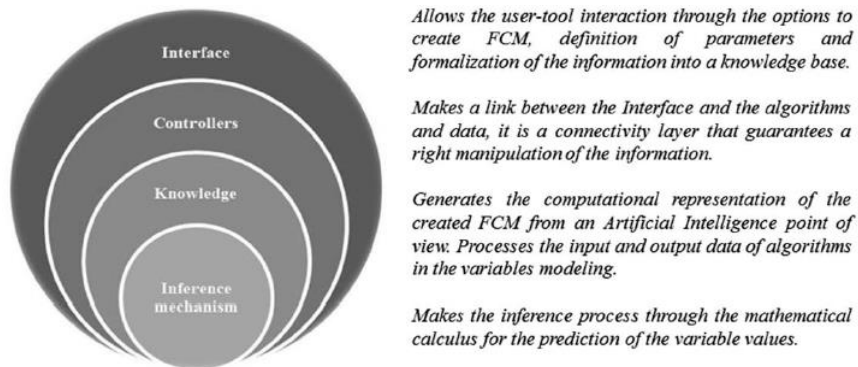 Interface
Controllers
Knowledge
Inference
mechanism
Allows the user-tool interaction through the options to
create FCM, definition of parameters and
formalization of the information into a knowledge base.
Makes a link between the Interface and the algorithms
and data, it is a connectivity layer that guarantees a
right manipulation of the information.
Generates the computational representation of the
created FCM from an Artificial Intelligence point of
view. Processes the input and output data of algorithms
in the variables modeling.
Makes the inference process through the mathematical
calculus for the prediction of the variable values.